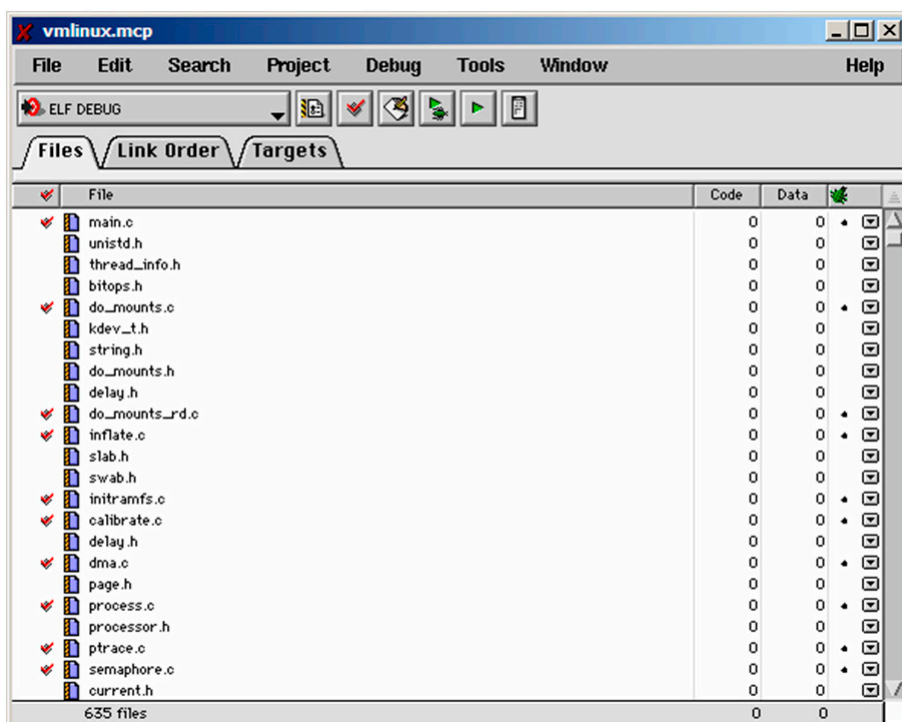 vmlinux.mcp
File Edit Search Project Debug Tools Window Help
ELF DEBUG
Files Link Order Targets
File Code Data
main.c 0 0
unistd.h 0 0
thread_info.h 0 0
bitops.h 0 0
do_mounts.c 0 0
kdev_t.h 0 0
string.h 0 0
do_mounts.h 0 0
delay.h 0 0
do_mounts_rd.c 0 0
inflate.c 0 0
slab.h 0 0
swab.h 0 0
initramfs.c 0 0
calibrate.c 0 0
delay.h 0 0
dma.c 0 0
page.h 0 0
process.c 0 0
processor.h 0 0
ptrace.c 0 0
semaphore.c 0 0
current.h 0 0
635 files 0 0